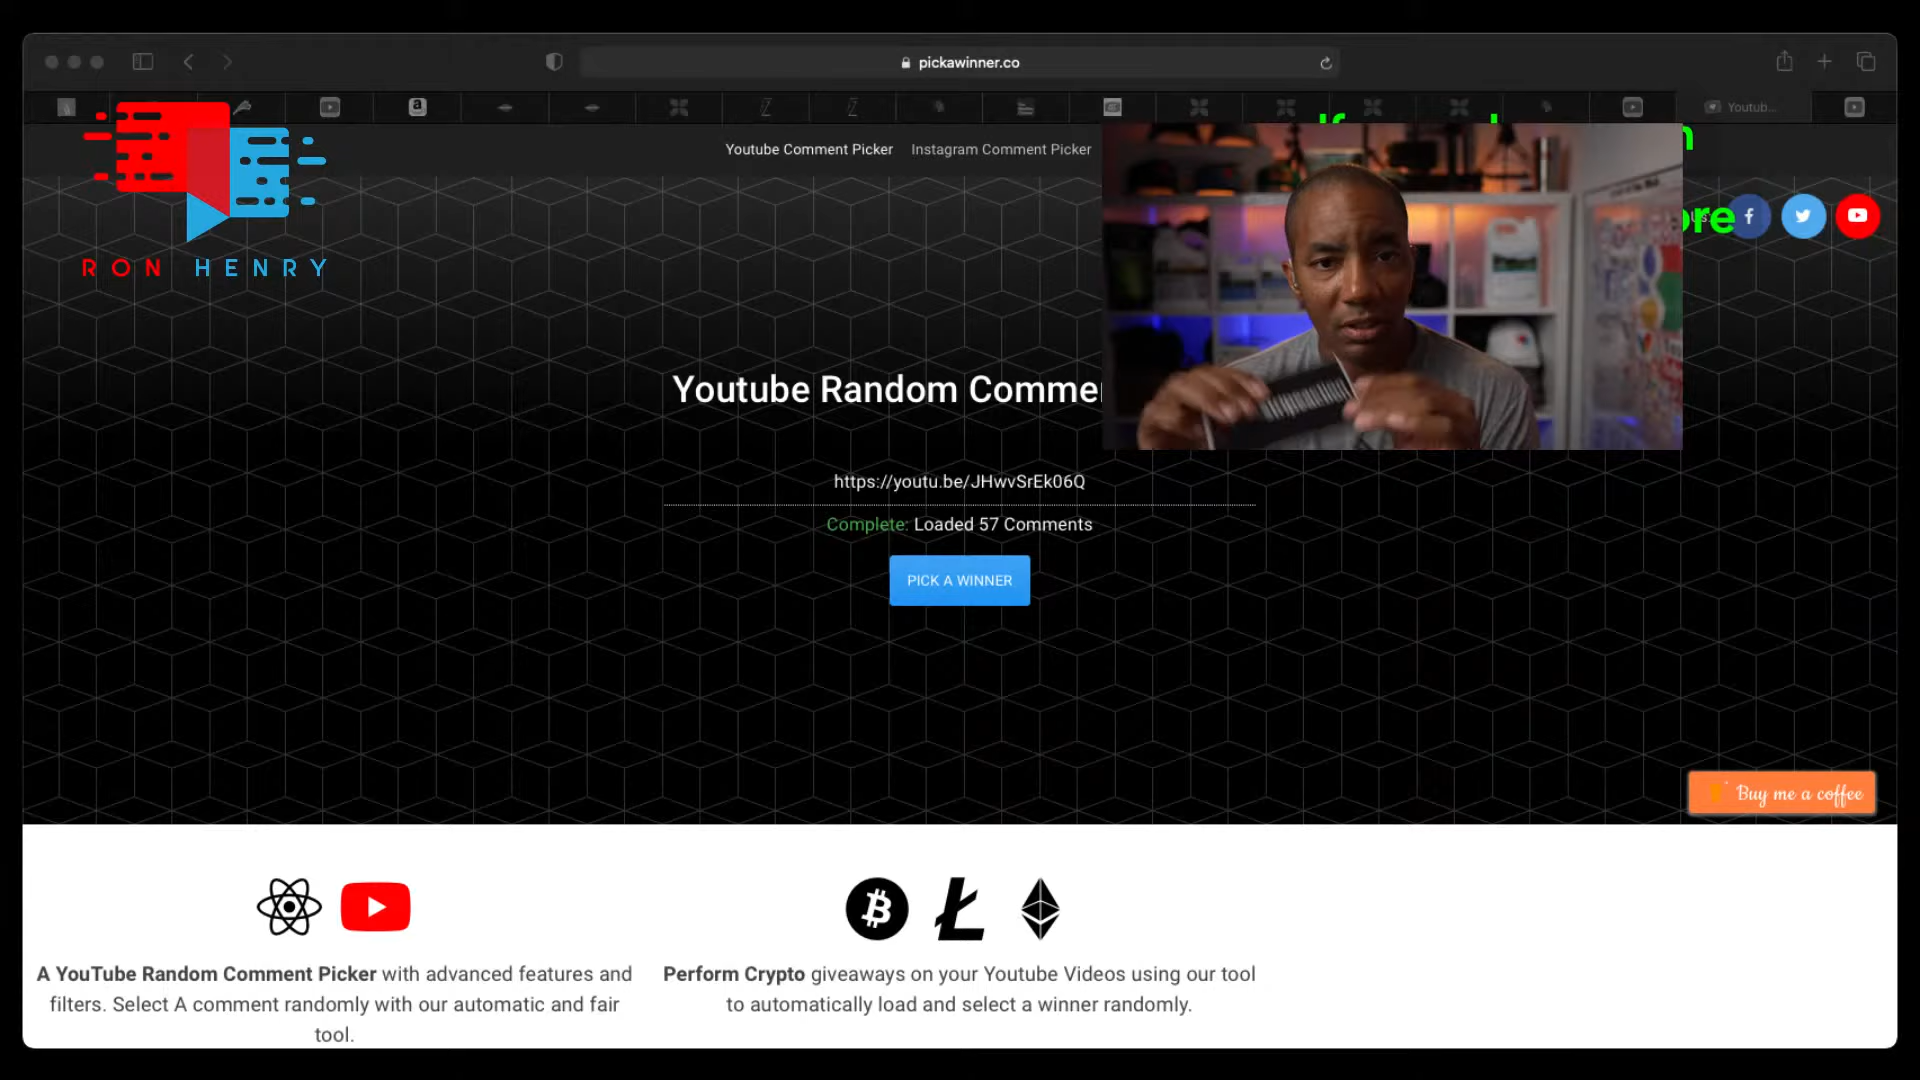 pickawinner.co
Youtub...
Youtube Comment Picker
Instagram Comment Picker
If
RON HENRY
ore
Youtube Random Comme
https://youtu.be/JHwvSrEk06Q
Complete: Loaded 57 Comments
PICK A WINNER
Buy me a coffee
A YouTube Random Comment Picker with advanced features and
filters. Select A comment randomly with our automatic and fair
tool.
Perform Crypto giveaways on your Youtube Videos using our tool
to automatically load and select a winner randomly.